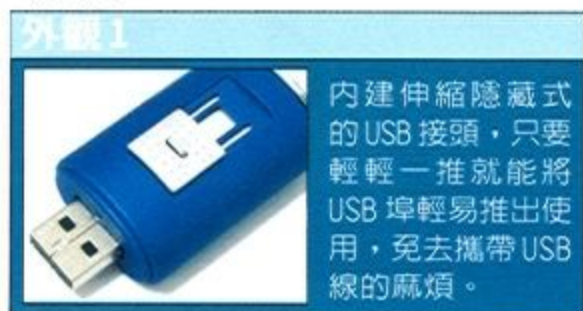 外觀1
內建伸縮隱藏式
的USB接頭，只要
輕輕一推就能將
USB埠輕易推出使
用，免去攜帶USB
線的麻煩。